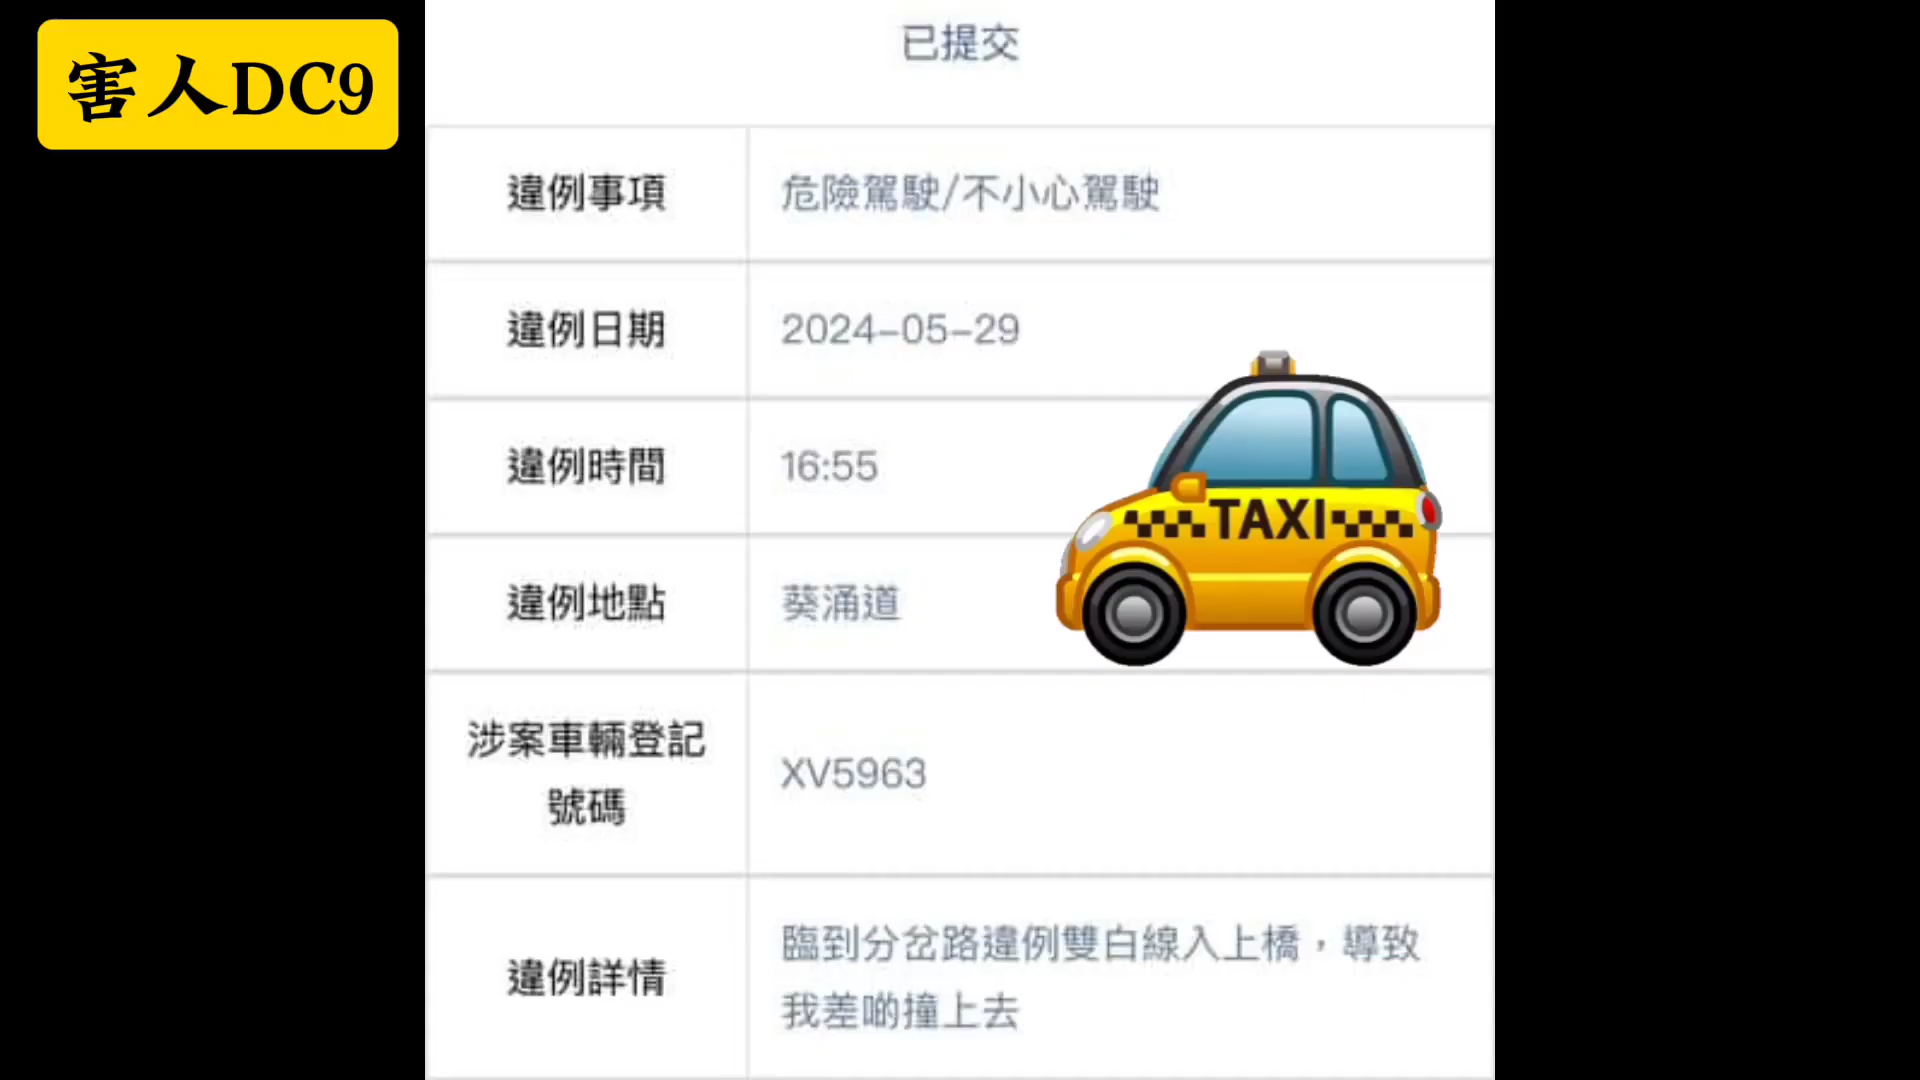 害人DC9
已提交
違例事項
危險駕駛/不小心駕駛
違例日期
2024-05-29
違例時間
16:55
違例地點
葵涌道
TAXI
涉案車輛登記
號碼
XV5963
違例詳情
臨到分岔路違例雙白線入上橋，導致
我差啲撞上去